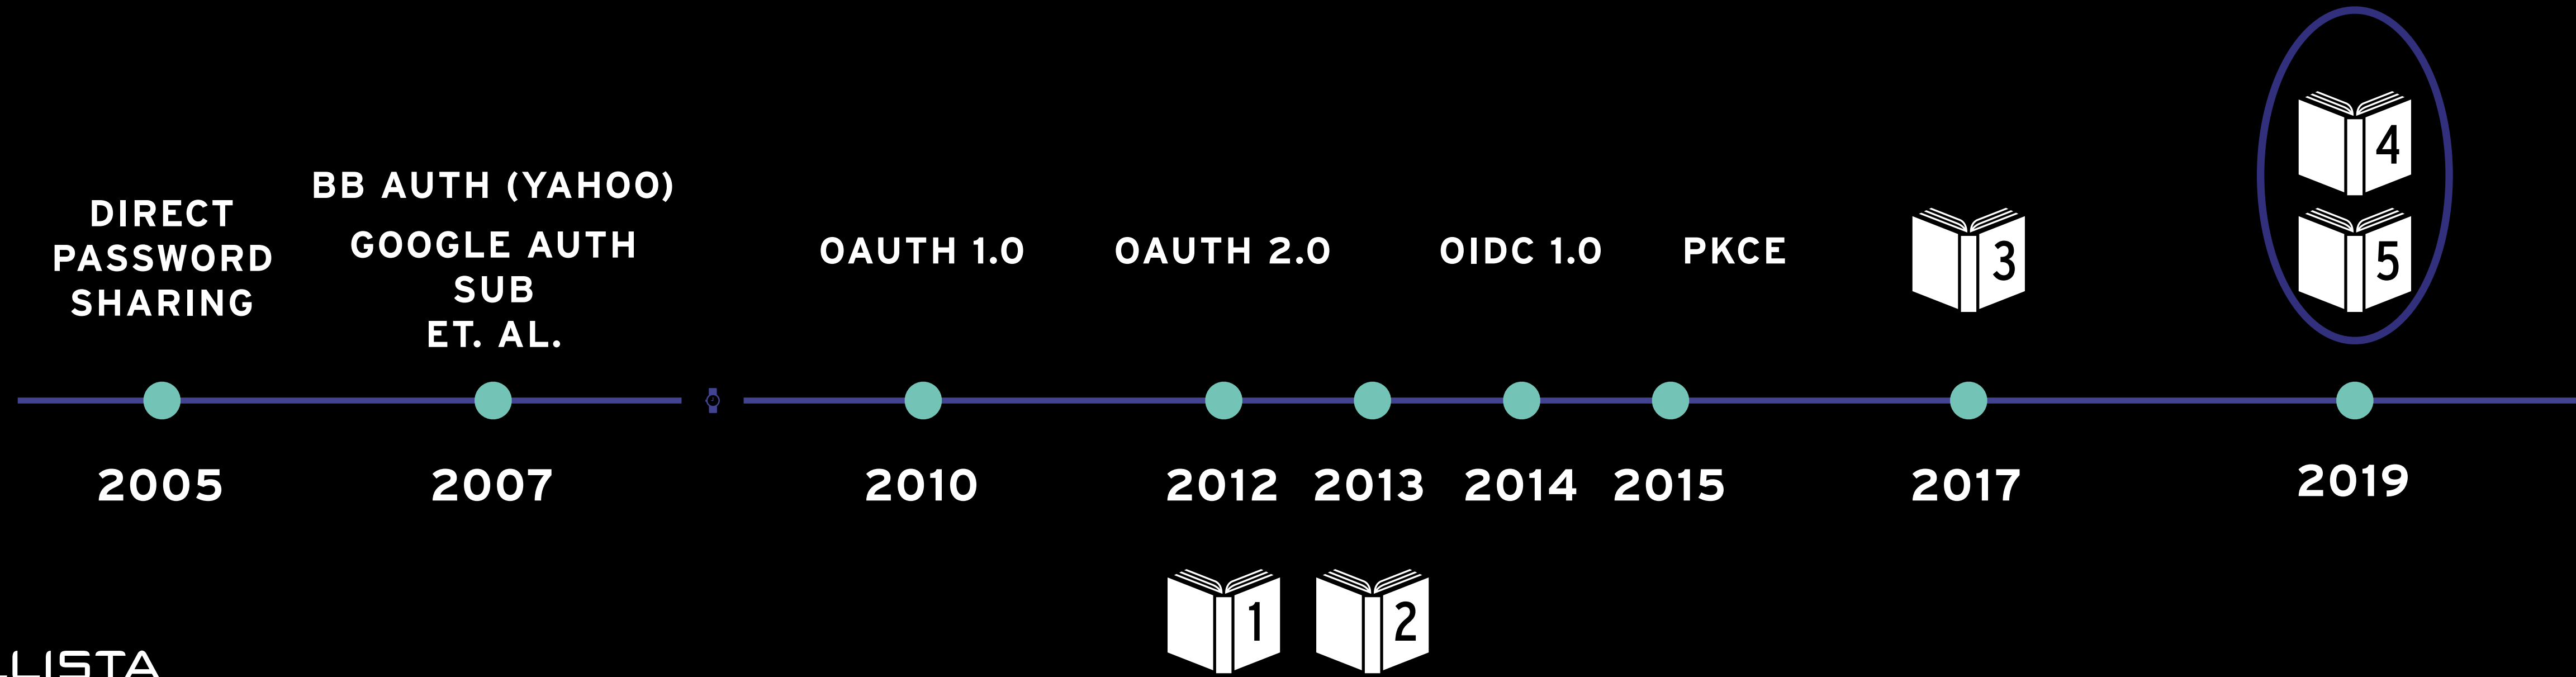 DIRECT
PASSWORD
SHARING
BB AUTH (YAHOO)
GOOGLE AUTH
SUB
ET. AL.
OAUTH 1.0
OAUTH 2.0
OIDC 1.0
PKCE
3
4
5
2005
2007
2010
2012
2013
2014
2015
2017
2019
1
2
LISTA